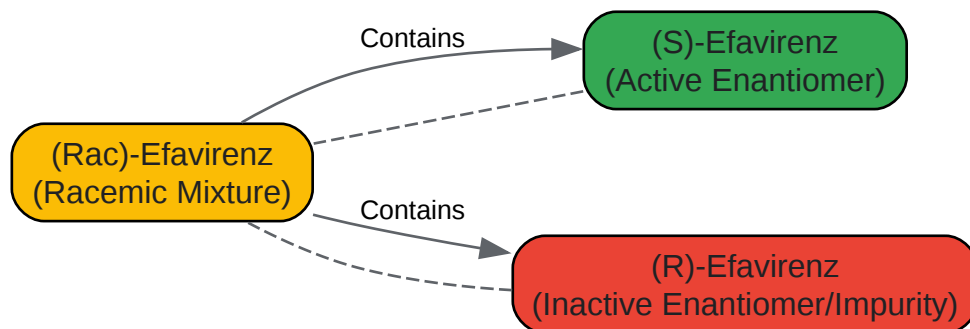 Contains
(S)-Efavirenz
(Active Enantiomer)
(Rac)-Efavirenz
(Racemic Mixture)
Contains
(R)-Efavirenz
(Inactive Enantiomer/Impurity)